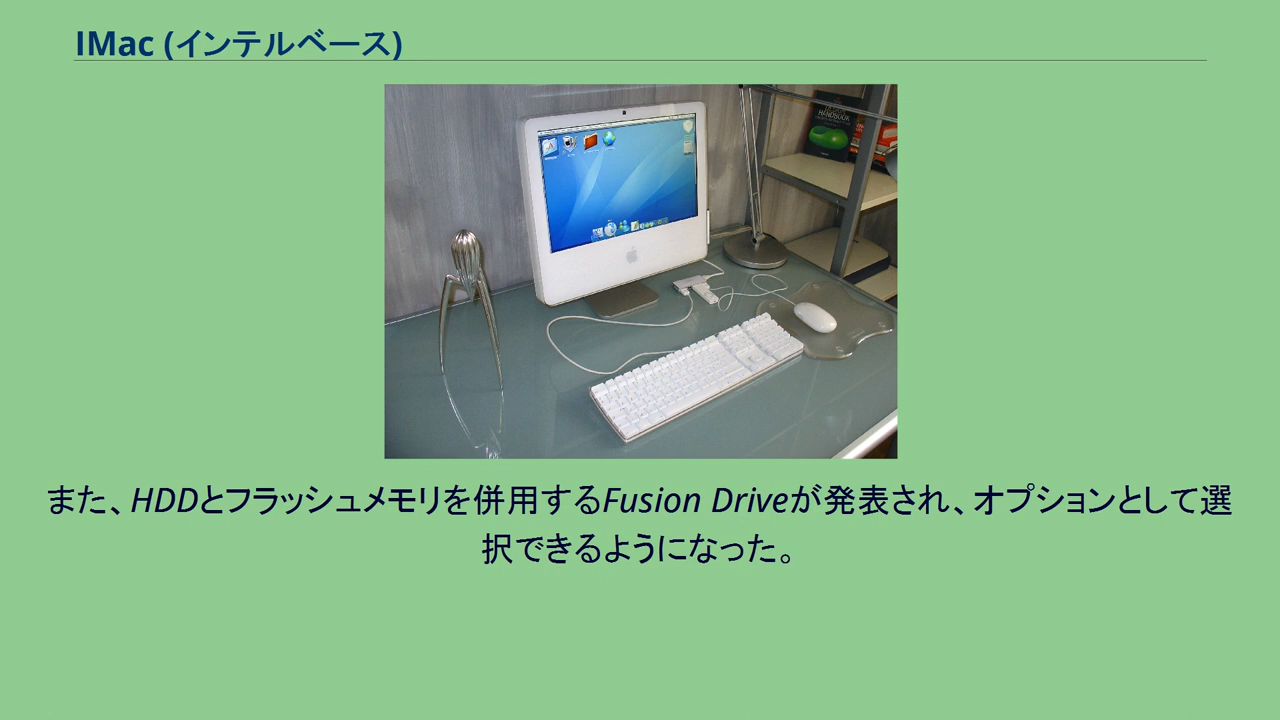 IMac (インテルベース)
HANDBOOK
また、HDDとフラッシュメモリを併用するFusion Driveが発表され、オプションとして選
択できるようになった。